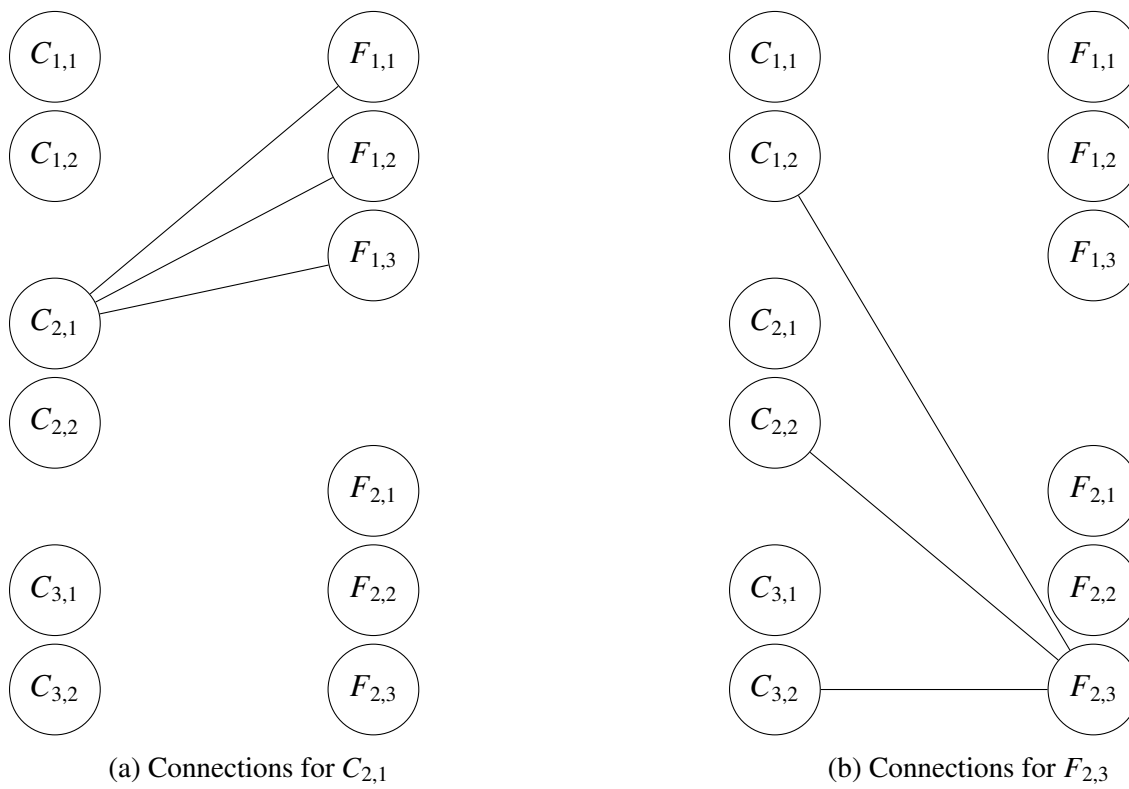 C1,1 F1,1 C1,1 F1,1
C1,2 F1,2 C1,2 F1,2
F1,3 F1,3
C2,1 C2,1
C2,2 C2,2
F2,1 F2,1
C3,1 F2,2 C3,1 F2,2
C3,2 F2,3 C3,2 F2,3
(a) Connections for C2,1 (b) Connections for F2,3